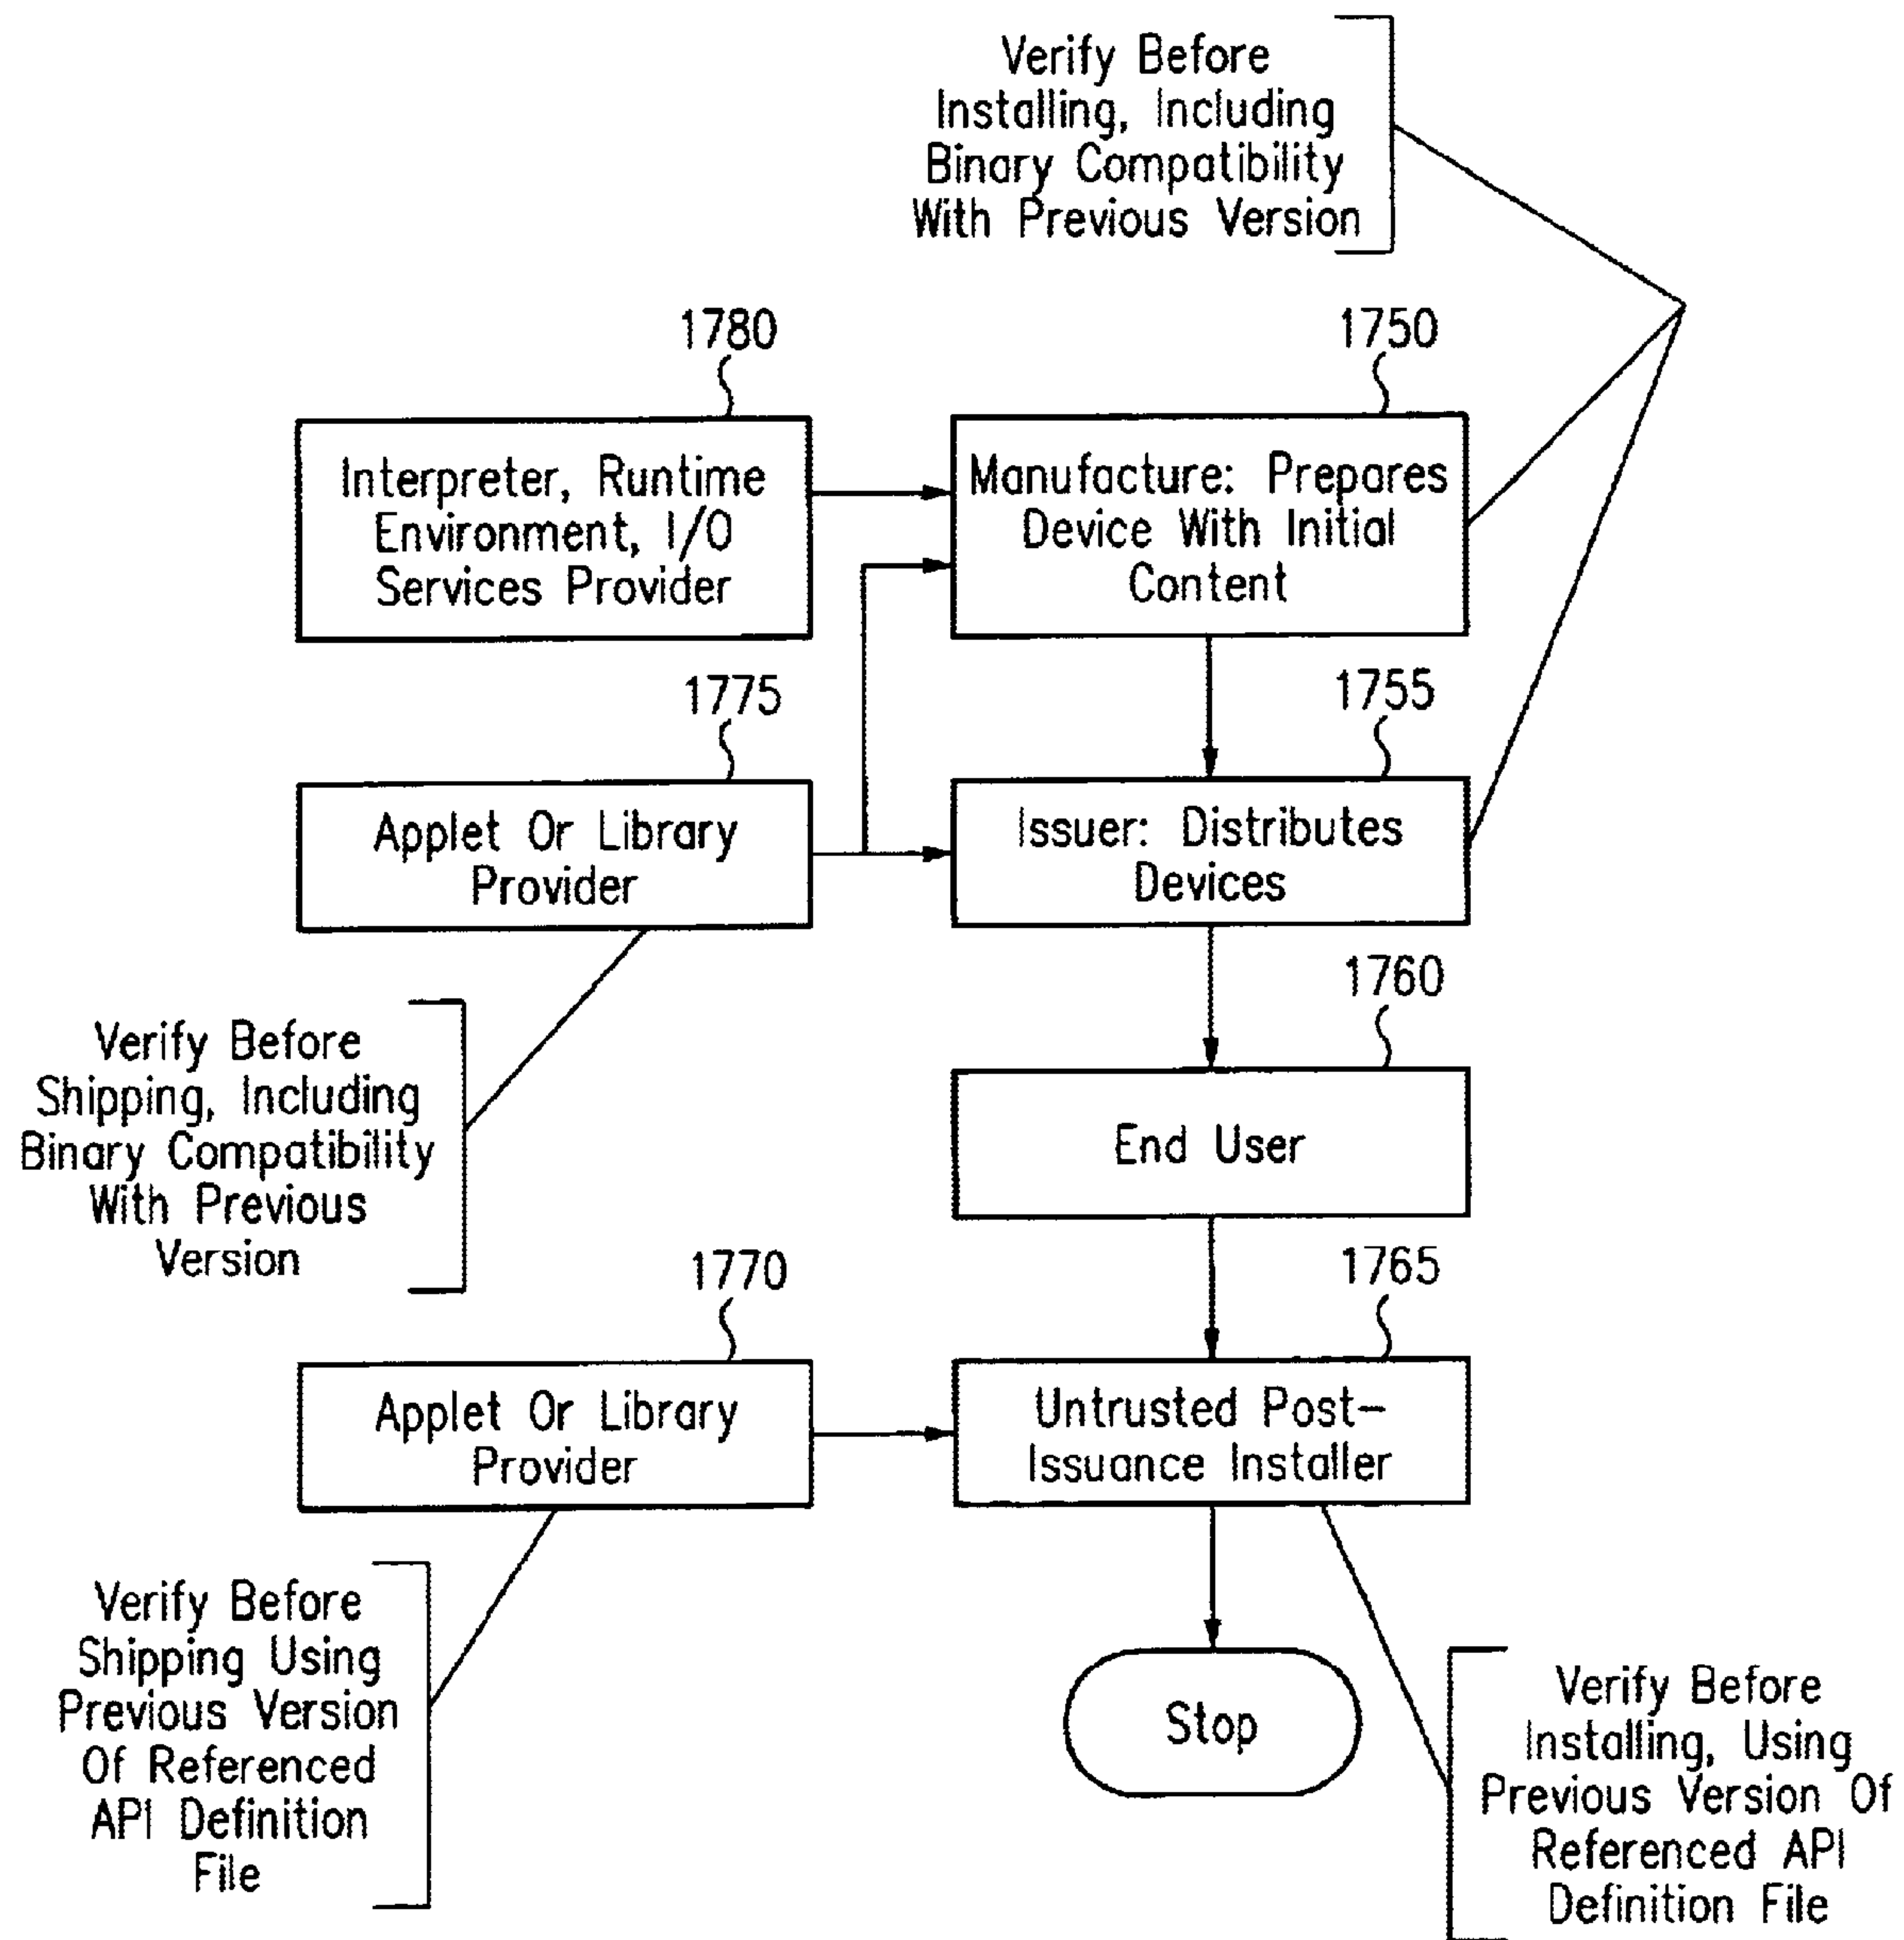 Verify Before
Installing, Including
Binary Compatibility
With Previous Version
1780
1750
Interpreter, Runtime
Environment, I/O
Services Provider
Manufacture: Prepares
Device With Initial
Content
1775
1755
Applet Or Library
Provider
Issuer: Distributes
Devices
1760
Verify Before
Shipping, Including
Binary Compatibility
With Previous
Version
End User
1770
1765
Applet Or Library
Provider
Untrusted Post-
Issuance Installer
Verify Before
Shipping Using
Previous Version
Of Referenced
API Definition
File
Stop
Verify Before
Installing, Using
Previous Version Of
Referenced API
Definition File